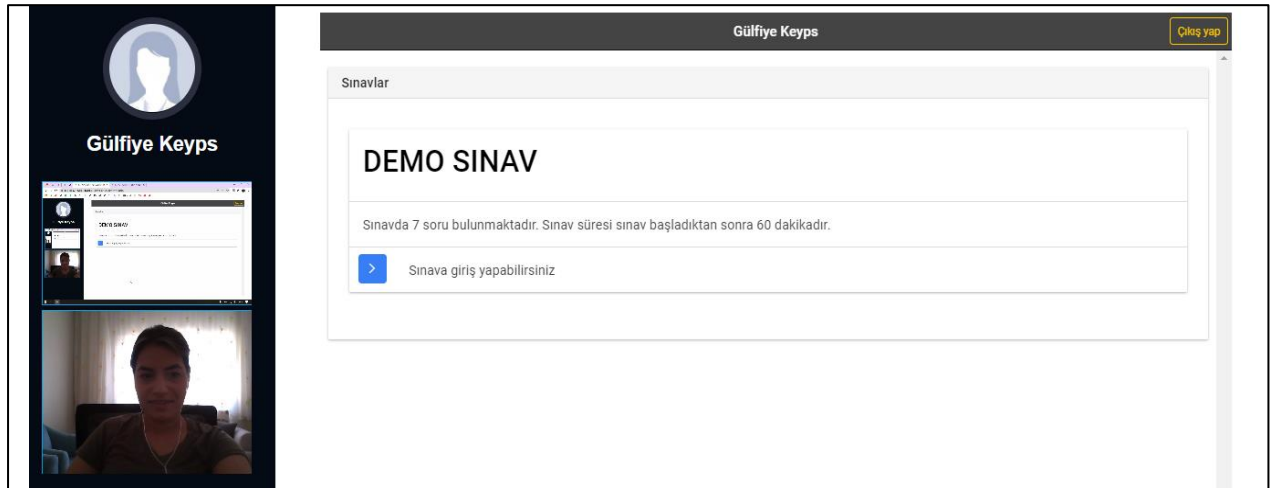 Gülfiye Keyps
Çıkış yap
Sınavlar
Gülfiye Keyps
DEMO SINAV
Sınavda 7 soru bulunmaktadır. Sınav süresi sınav başladıktan sonra 60 dakikadır.
Sınava giriş yapabilirsiniz